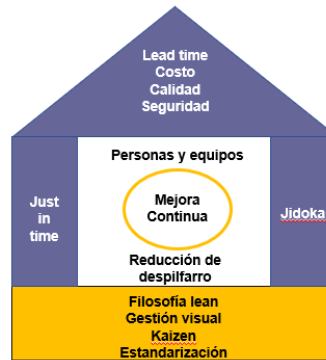 Lead time
Costo
Calidad
Seguridad
Personas y equipos
Just
in
time
Mejora
Continua
Jidoka
Reducción de
despilfarro
Filosofía lean
Gestión visual
Kaizen
Estandarización